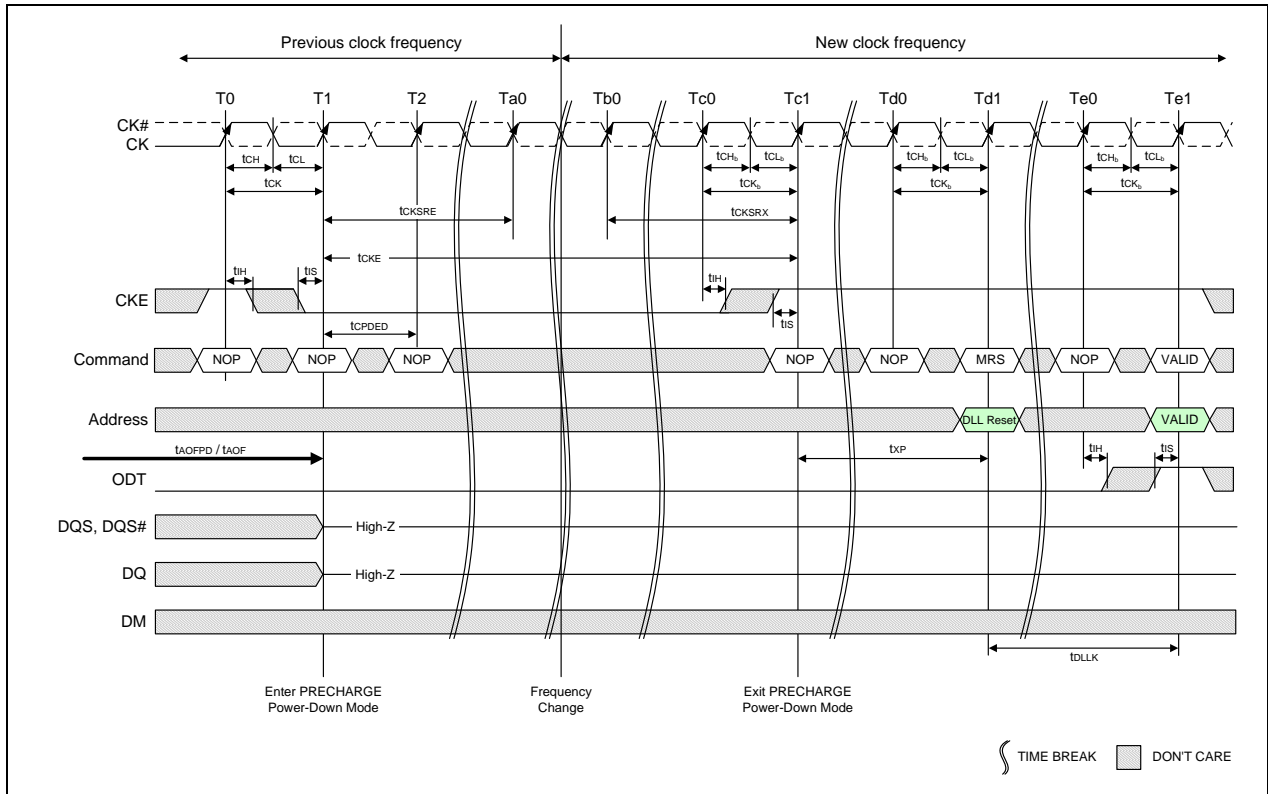 Previous clock frequency New clock frequency
T0 T1 T2 Ta0 Tb0 Tc0 Tc1 Td0 Td1 Te0 Te1
CK#
CK
tCH tCL tCHb tCLb tCHb tCLb tCHb tCLb
tCK tCKb tCKb tCKb
tCKSRE tCKSRX
tCKE
tIH tIS tIH
CKE
tIS
tCPDED
Command NOP NOP NOP NOP NOP MRS NOP VALID
Address DLL Reset VALID
tAOFPD / tAOF tXP tIH tIS
ODT
DQS, DQS# High-Z
DQ High-Z
DM
tDLLK
Enter PRECHARGE Frequency Exit PRECHARGE
Power-Down Mode Change Power-Down Mode
TIME BREAK DON'T CARE